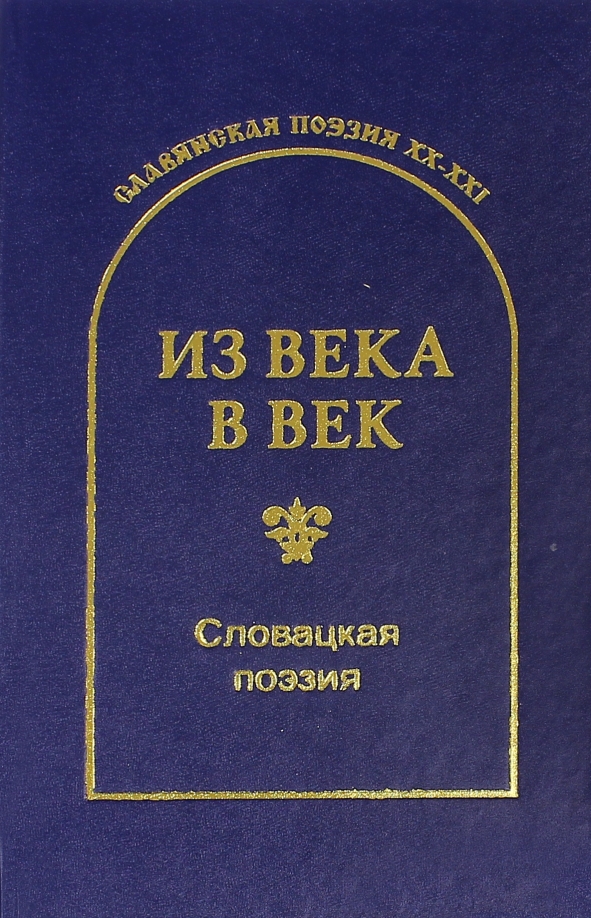 СЛАВЯНСКАЯ ПОЭЗИЯ XX-XXI
ИЗ ВЕКА
В ВЕК
Словацкая
поэзия